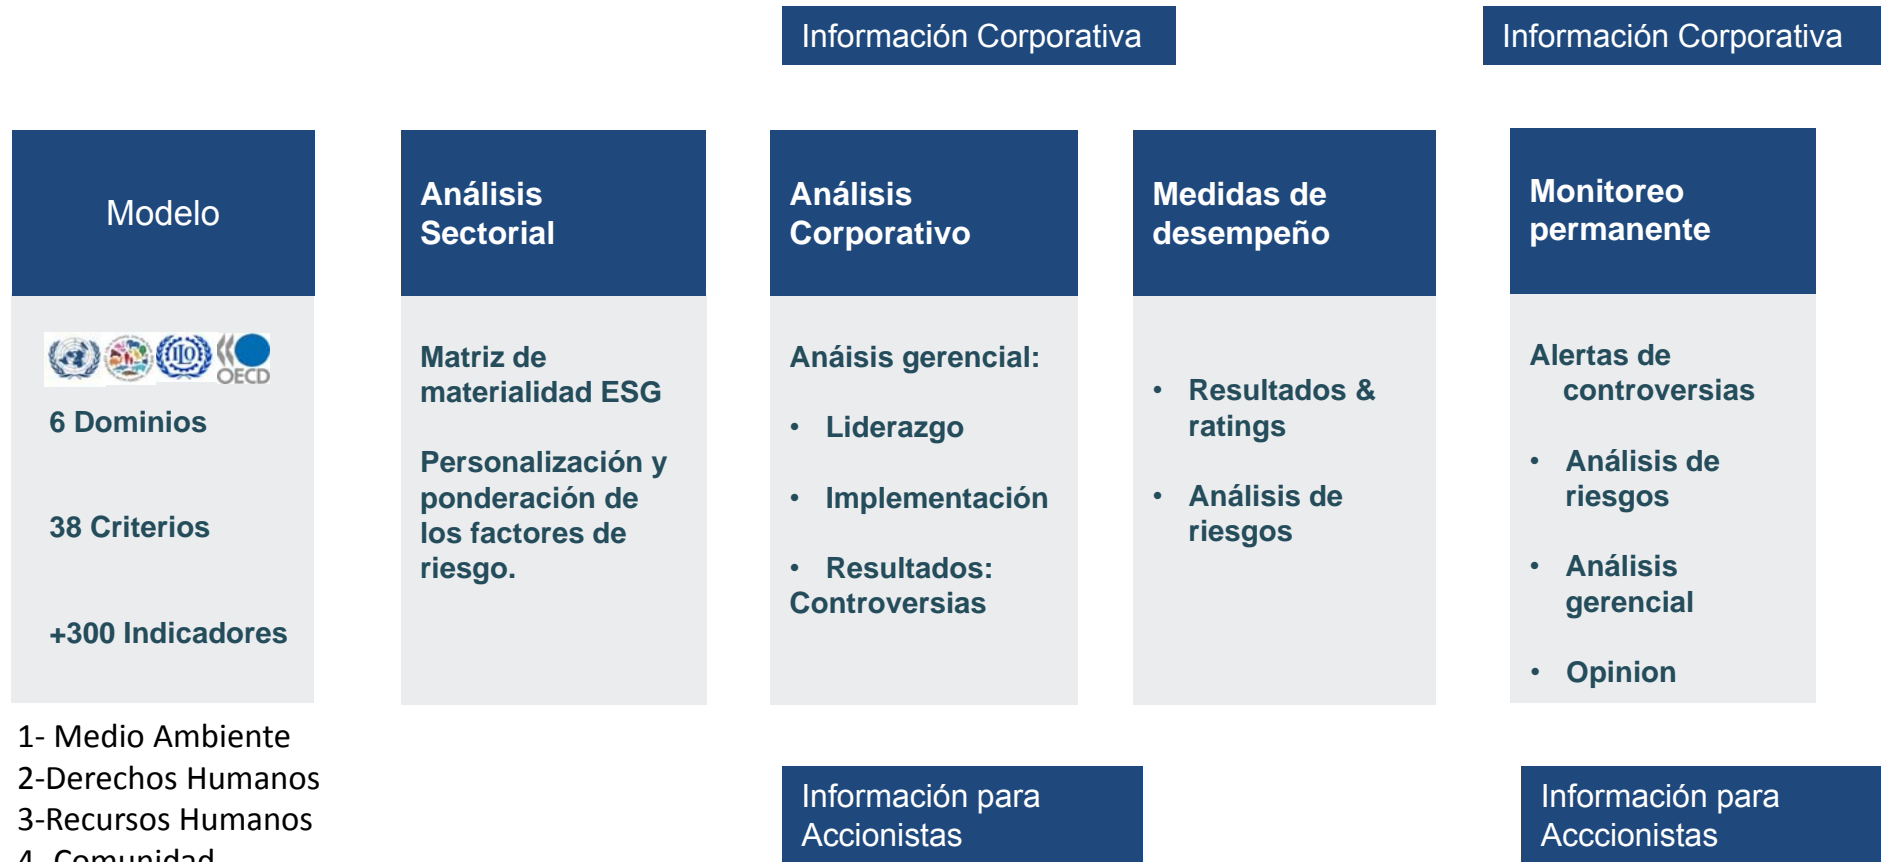 Información Corporativa
Información Corporativa
Modelo
OECD
6 Dominios
38 Criterios
+300 Indicadores
1- Medio Ambiente
2-Derechos Humanos
3-Recursos Humanos
4- Comunidad
Análisis
Sectorial
Matriz de
materialidad ESG
Personalización y
ponderación de
los factores de
riesgo.
Análisis
Corporativo
Anáisis gerencial:
• Liderazgo
• Implementación
• Resultados:
Controversias
Medidas de
desempeño
• Resultados &
ratings
• Análisis de
riesgos
Monitoreo
permanente
Alertas de
controversias
• Análisis de
riesgos
• Análisis
gerencial
• Opinion
Información para
Accionistas
Información para
Acccionistas